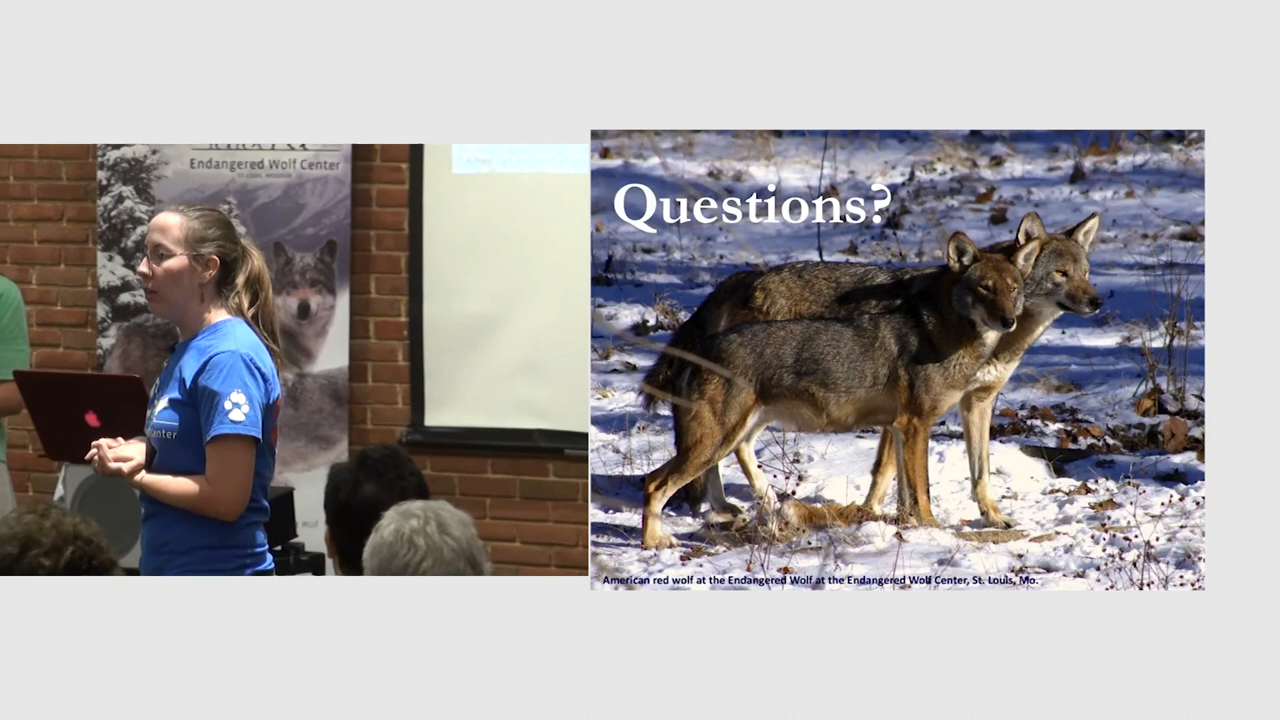 Endangered Wolf Center
Center
Questions?
American red wolf at the Endangered Wolf at the Endangered Wolf Center, St. Louis, Mo.